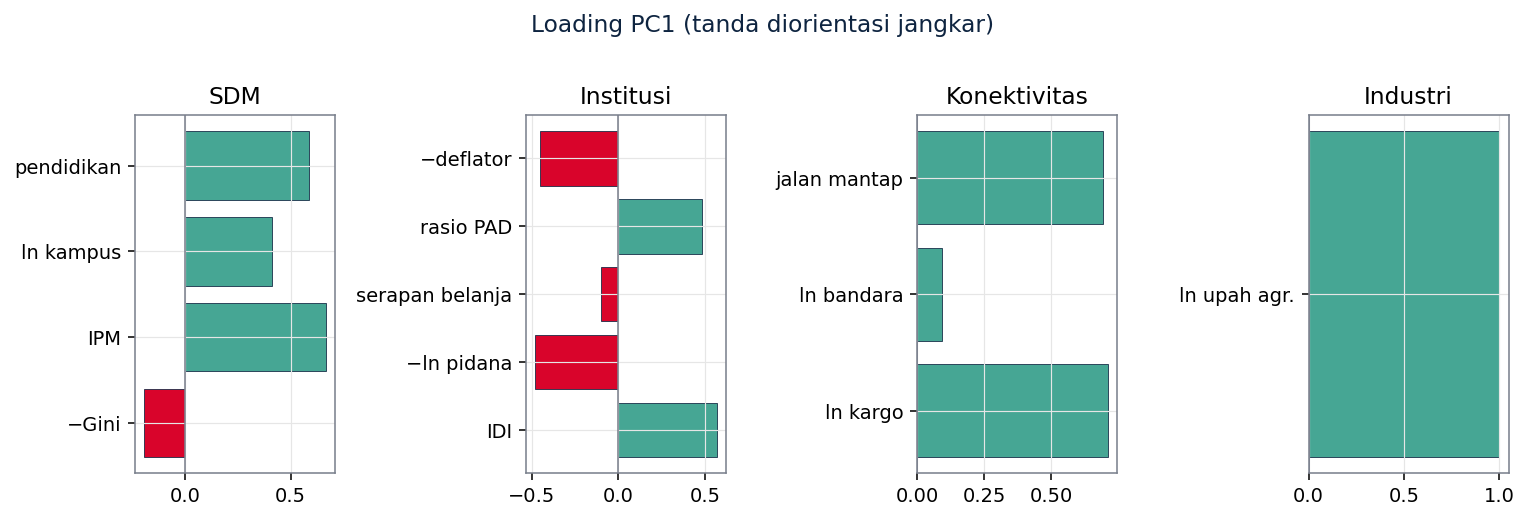 Loading PC1 (tanda diorientasi jangkar)
SDM
pendidikan
ln kampus
IPM
−Gini
0.0 0.5
Institusi
−deflator
rasio PAD
serapan belanja
−ln pidana
IDI
−0.5 0.0 0.5
Konektivitas
jalan mantap
ln bandara
ln kargo
0.00 0.25 0.50
Industri
ln upah agr.
0.0 0.5 1.0